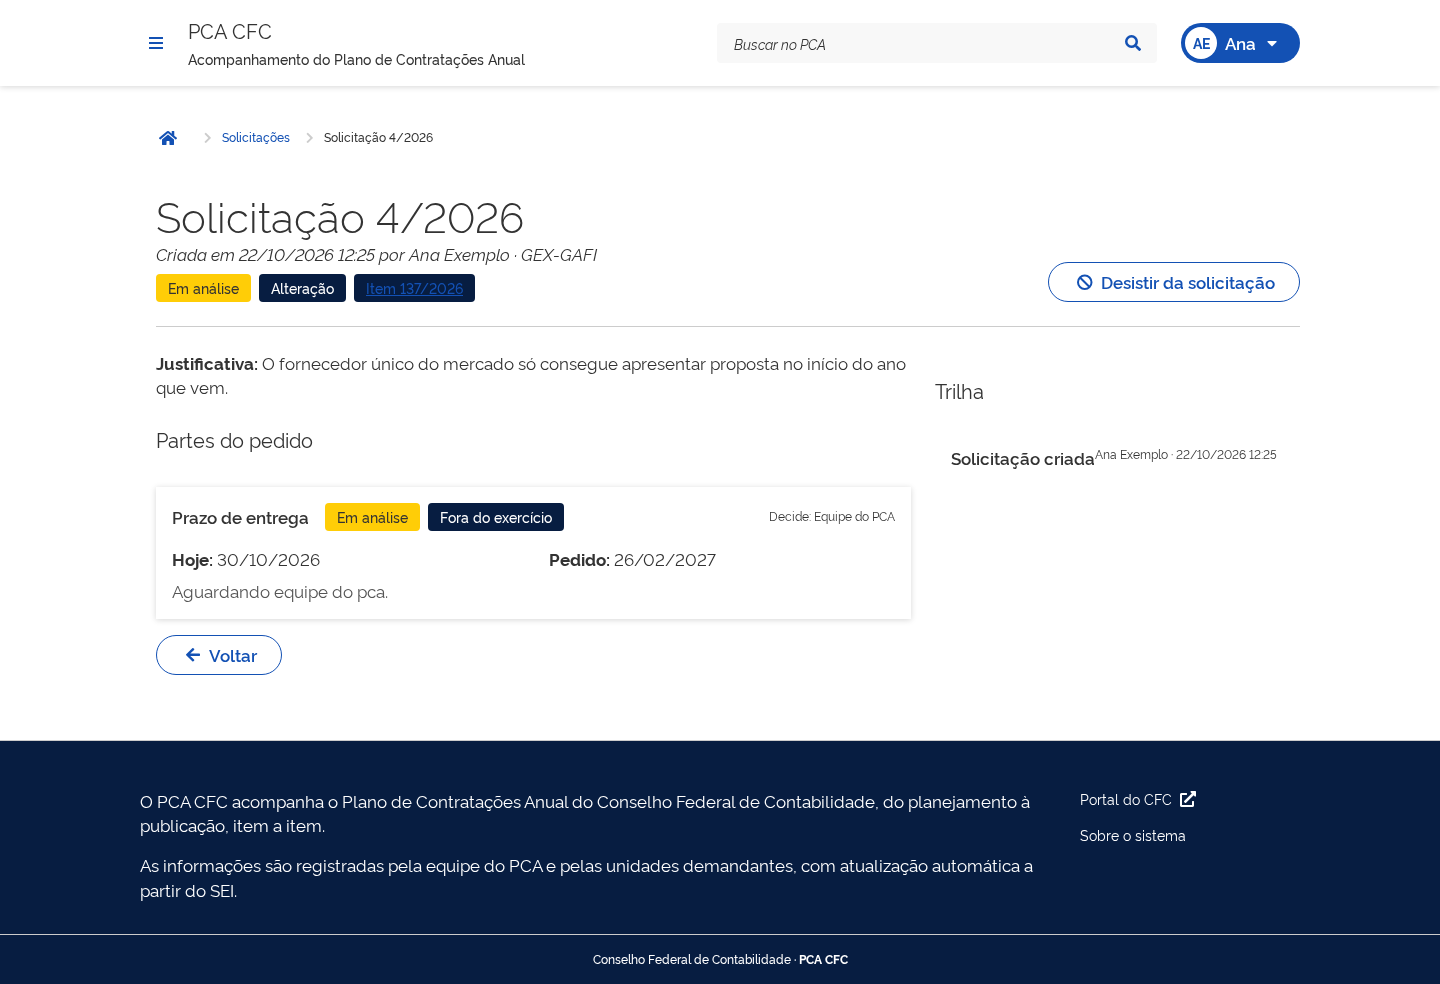 PCA CFC
Acompanhamento do Plano de Contratações Anual
Buscar no PCA
AE Ana
Solicitações
Solicitação 4/2026
Solicitação 4/2026
Criada em 22/10/2026 12:25 por Ana Exemplo · GEX-GAFI
Em análise Alteração Item 137/2026
Desistir da solicitação
Justificativa: O fornecedor único do mercado só consegue apresentar proposta no início do ano
que vem.
Partes do pedido
Prazo de entrega Em análise Fora do exercício Decide: Equipe do PCA
Hoje: 30/10/2026 Pedido: 26/02/2027
Aguardando equipe do pca.
Voltar
Trilha
Solicitação criada Ana Exemplo · 22/10/2026 12:25
O PCA CFC acompanha o Plano de Contratações Anual do Conselho Federal de Contabilidade, do planejamento à
publicação, item a item.
As informações são registradas pela equipe do PCA e pelas unidades demandantes, com atualização automática a
partir do SEI.
Portal do CFC
Sobre o sistema
Conselho Federal de Contabilidade · PCA CFC